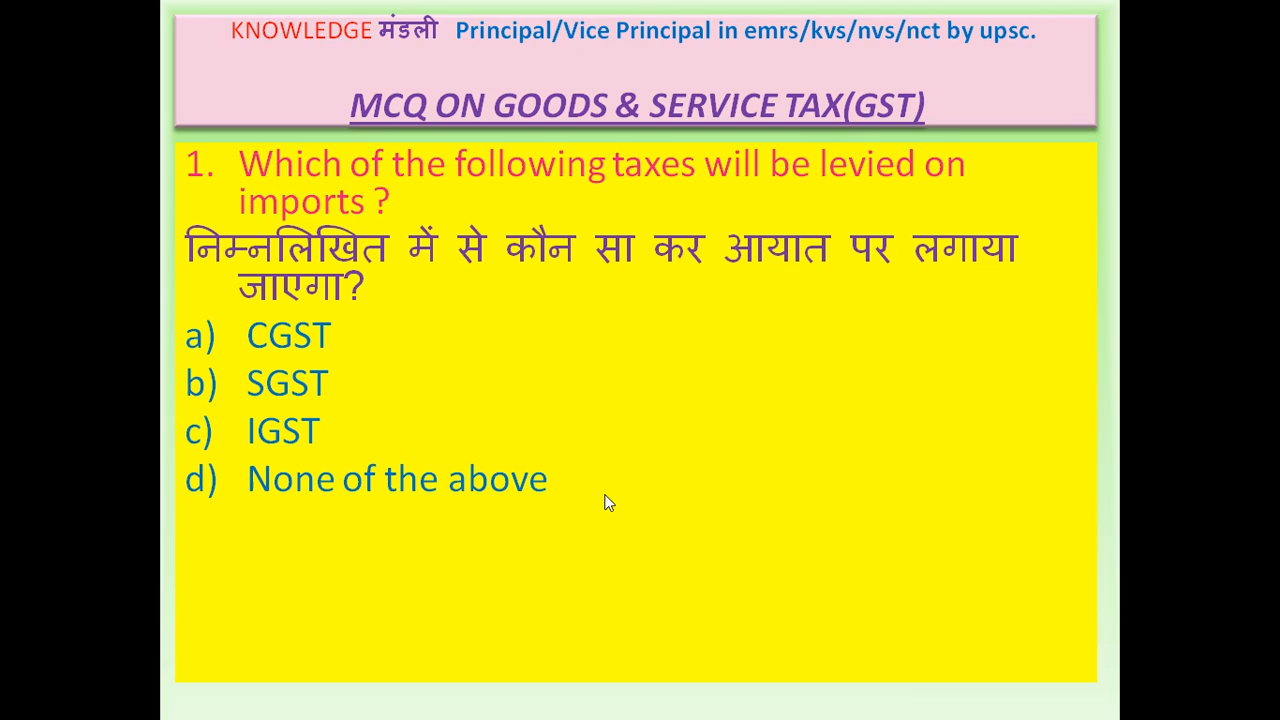 KNOWLEDGE मंडली Principal/Vice Principal in emrs/kvs/nvs/nct by upsc.
MCQ ON GOODS & SERVICE TAX(GST)
1. Which of the following taxes will be levied on
imports ?
निम्नलिखित में से कौन सा कर आयात पर लगाया
जाएगा?
a) CGST
b) SGST
c) IGST
d) None of the above